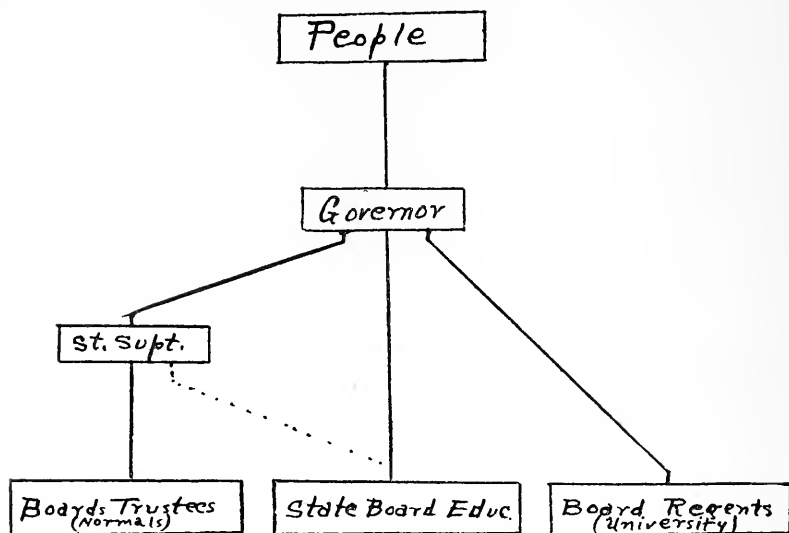 People
Governor
St. Supt.
Boards Trustees
(Normals)
State Board Educ.
Board Regents
(University)